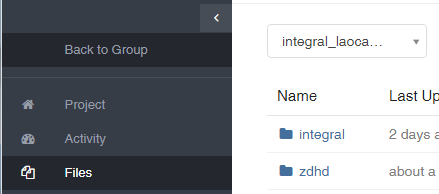 Back to Group
Project
Activity
Files
integral_laoca...
Name Last Up
integral 2 days a
zdhd about a